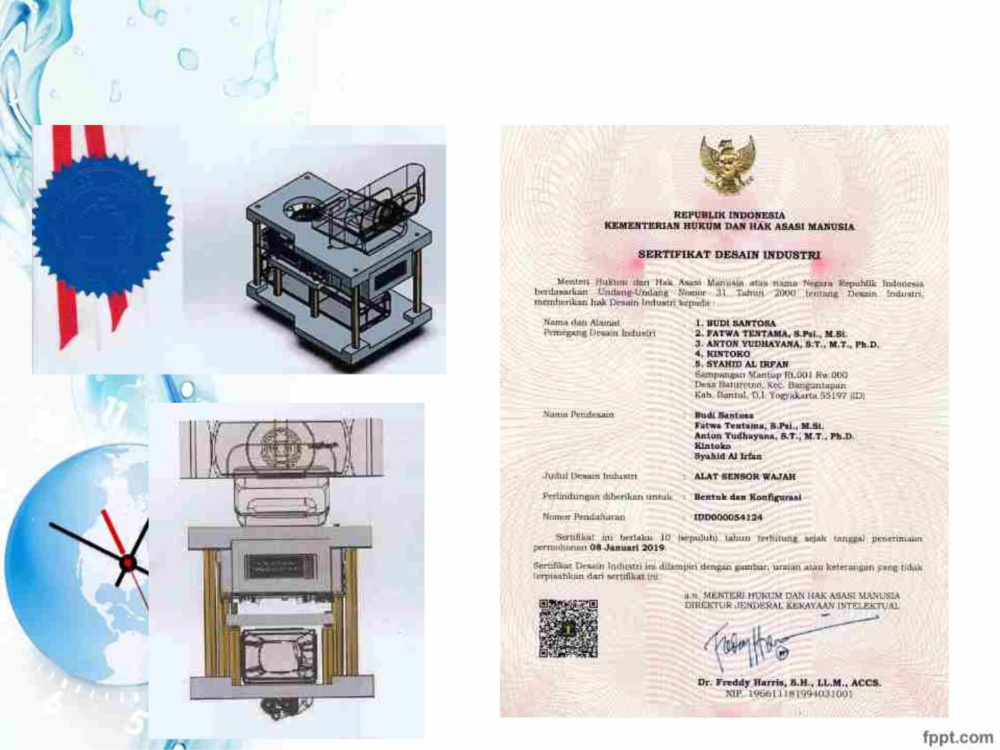 REPUBLIK INDONESIA
KEMENTERIAN HUKUM DAN HAK ASASI MANUSIA
SERTIFIKAT DESAIN INDUSTRI
Menteri Hukum dan Hak Asasi Manusia atas nama Negara Republik Indonesia
berdasarkan Undang-Undang Nomor 31 Tahun 2000 tentang Desain Industri,
memberikan hak Desain Industri kepada :
Nama dan Alamat
Pemegang Desain Industri
: 1. BUDI SANTOSA
2. FATWA TENTAMA, S.Psi., M.Si.
3. ANTON YUDHAYANA, S.T., M.T., Ph.D.
4. KINTOKO
5. SYAHID AL IRFAN
Sampangan Mantup Rt.001 Rw.000
Desa Baturetno, Kec. Banguntapan
Kab. Bantul, D.I. Yogyakarta 55197 (ID)
Nama Pendesain : Budi Santosa
Fatwa Tentama, S.Psi., M.Si.
Anton Yudhayana, S.T., M.T., Ph.D.
Kintoko
Syahid Al Irfan
Judul Desain Industri : ALAT SENSOR WAJAH
Perlindungan diberikan untuk : Bentuk dan Konfigurasi
Nomor Pendaftaran : IDD000054124
Sertifikat ini berlaku 10 (sepuluh) tahun terhitung sejak tanggal penerimaan
permohonan 08 Januari 2019.
Sertifikat Desain Industri ini dilampiri dengan gambar, uraian atau keterangan yang tidak
terpisahkan dari sertifikat ini.
a.n. MENTERI HUKUM DAN HAK ASASI MANUSIA
DIREKTUR JENDERAL KEKAYAAN INTELEKTUAL
Dr. Freddy Harris, S.H., LL.M., ACCS.
NIP. 196611181994031001
11
6
5
fppt.com